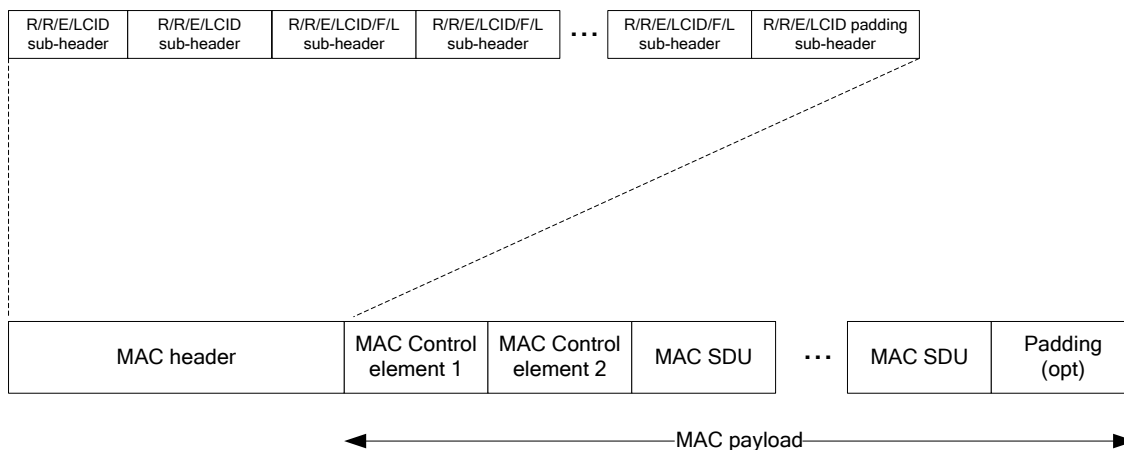 R/R/E/LCID
sub-header
R/R/E/LCID
sub-header
R/R/E/LCID/F/L
sub-header
R/R/E/LCID/F/L
sub-header
...
R/R/E/LCID/F/L
sub-header
R/R/E/LCID padding
sub-header
MAC header
MAC Control
element 1
MAC Control
element 2
MAC SDU
...
MAC SDU
Padding
(opt)
MAC payload